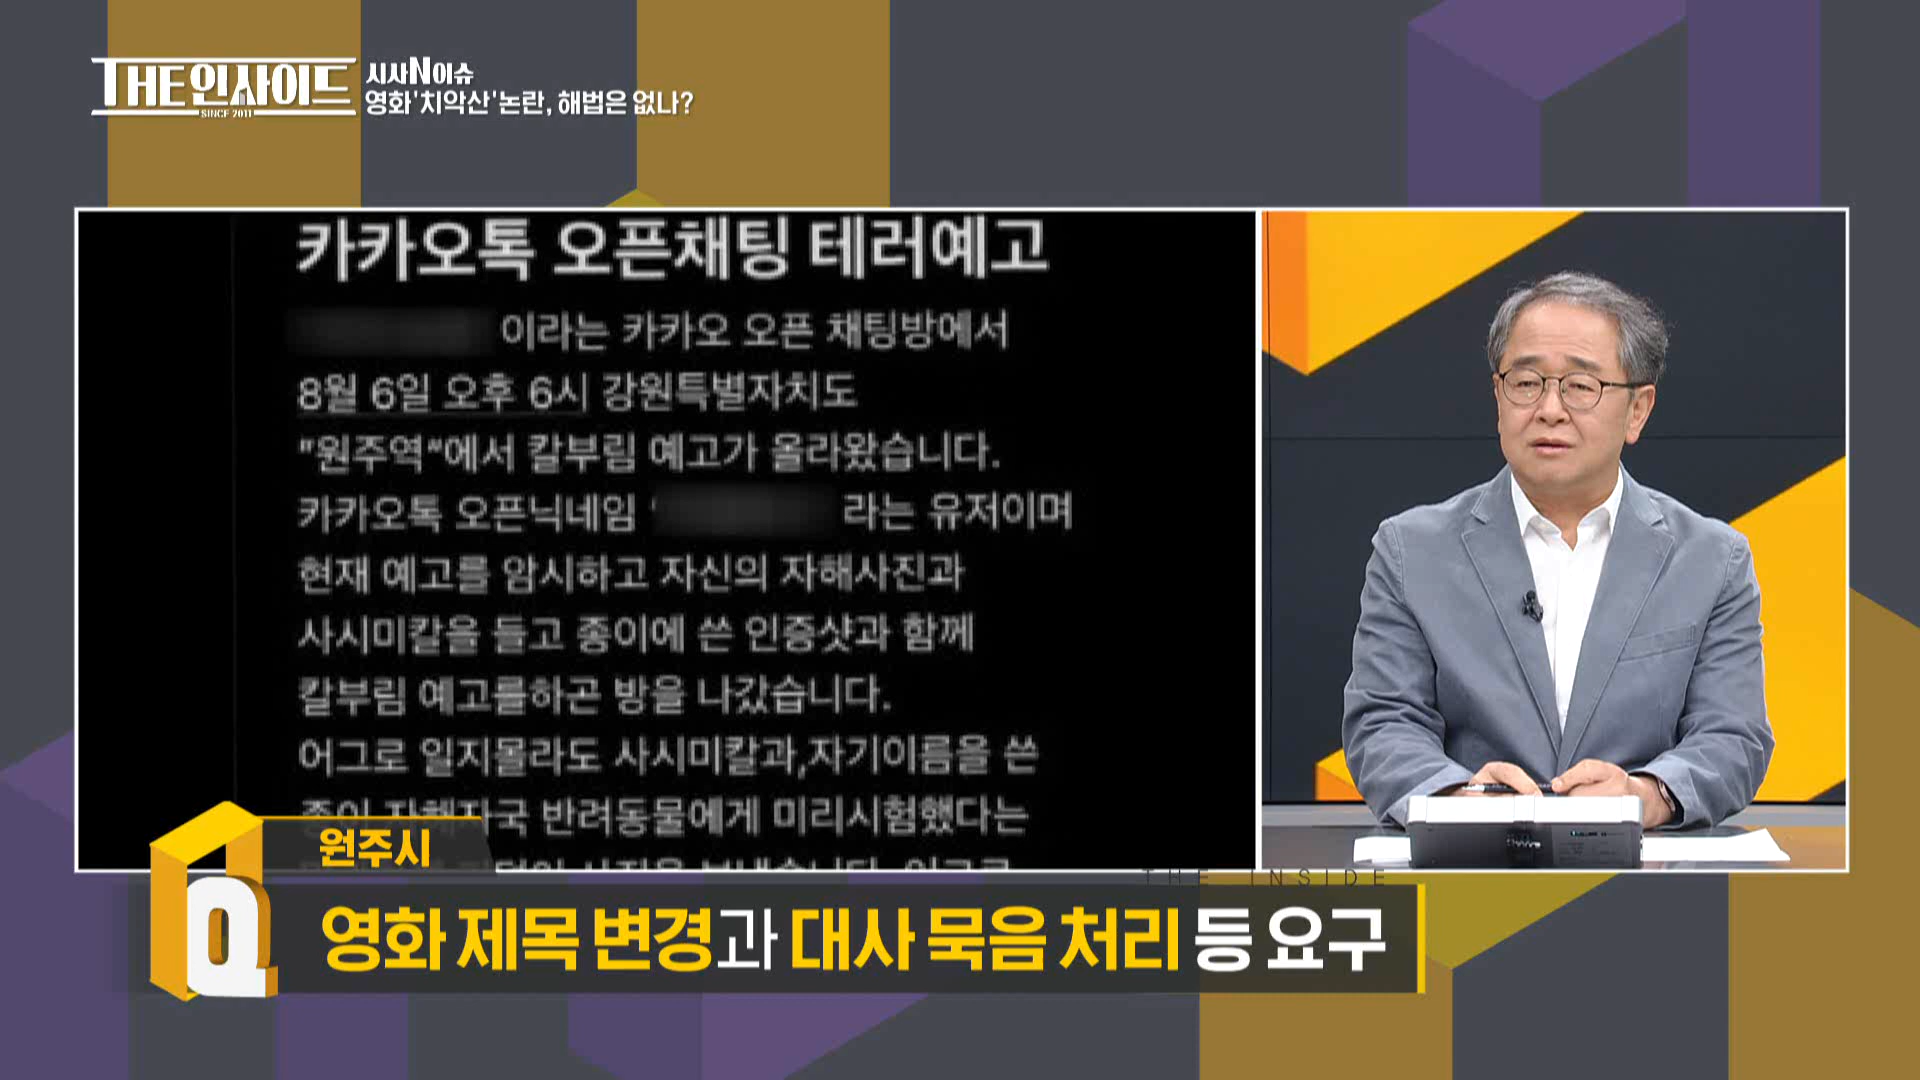 THE인사이드
SINCE 2011
시사N이슈
영화'치악산'논란, 해법은 없나?
카카오톡 오픈채팅 테러예고
이라는 카카오 오픈 채팅방에서
8월 6일 오후 6시 강원특별자치도
"원주역"에서 칼부림 예고가 올라왔습니다.
카카오톡 오픈닉네임 ' 라는 유저이며
현재 예고를 암시하고 자신의 자해사진과
사시미칼을 들고 종이에 쓴 인증샷과 함께
칼부림 예고를하곤 방을 나갔습니다.
어그로 일지몰라도 사시미칼과,자기이름을 쓴
반려동물에게 미리시험했다는
원주시
THE INSIDE
Q
영화 제목 변경과 대사 묵음 처리 등 요구